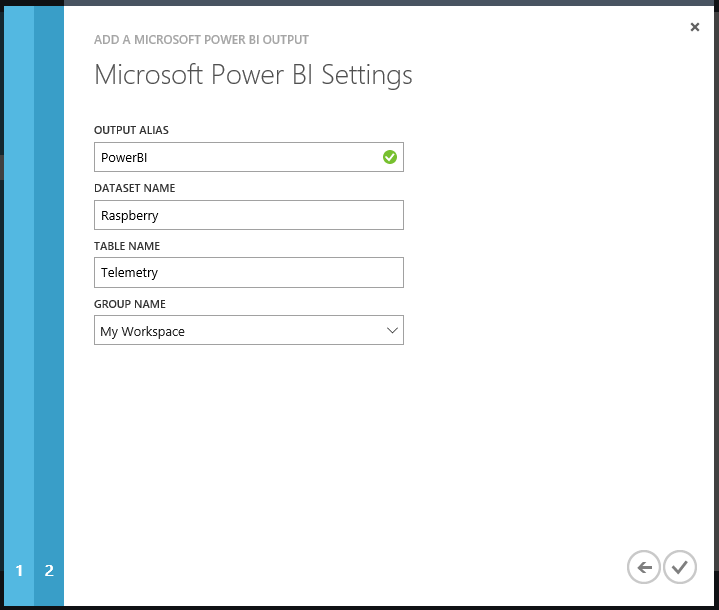 ADD A MICROSOFT POWER BI OUTPUT
Microsoft Power BI Settings
OUTPUT ALIAS
PowerBI
DATASET NAME
Raspberry
TABLE NAME
Telemetry
GROUP NAME
My Workspace
1 2